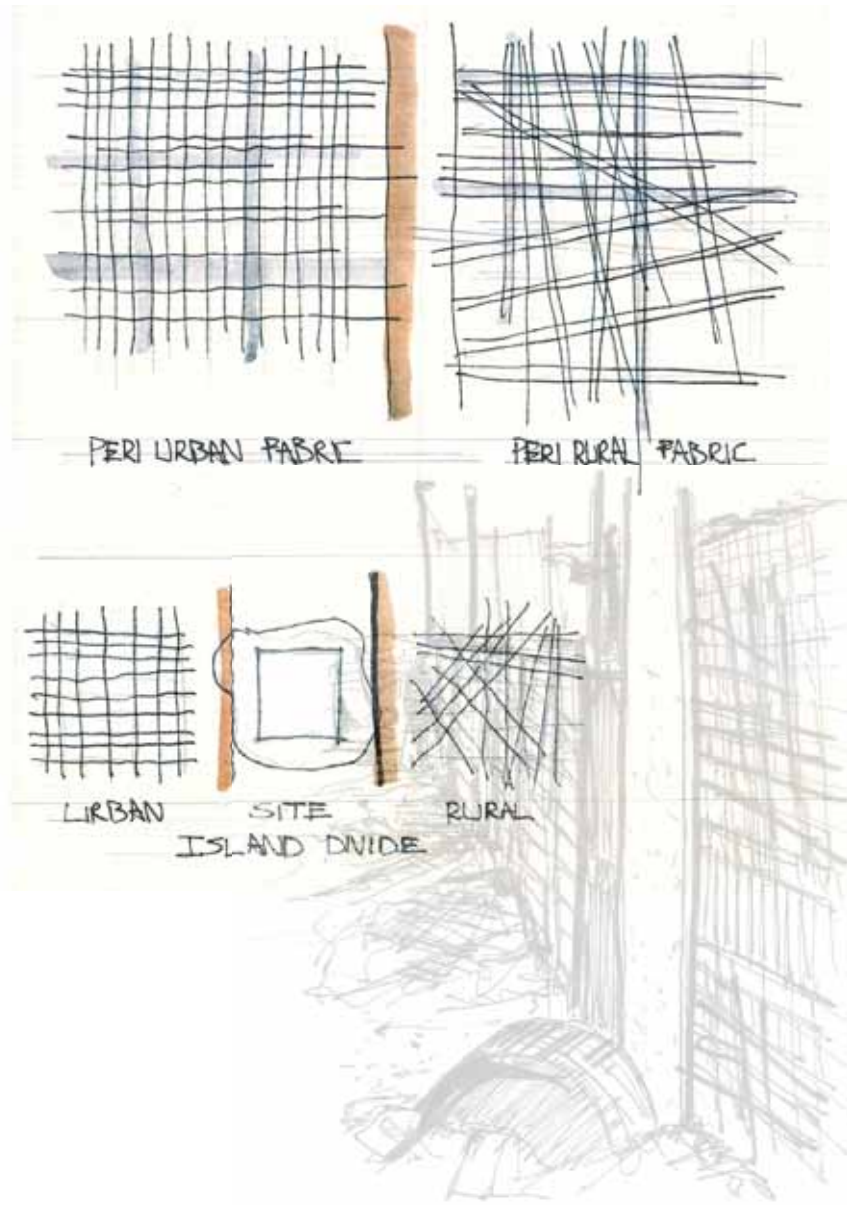 PERI URBAN FABRIC
PERI RURAL FABRIC
URBAN
SITE
RURAL
ISLAND DIVIDE